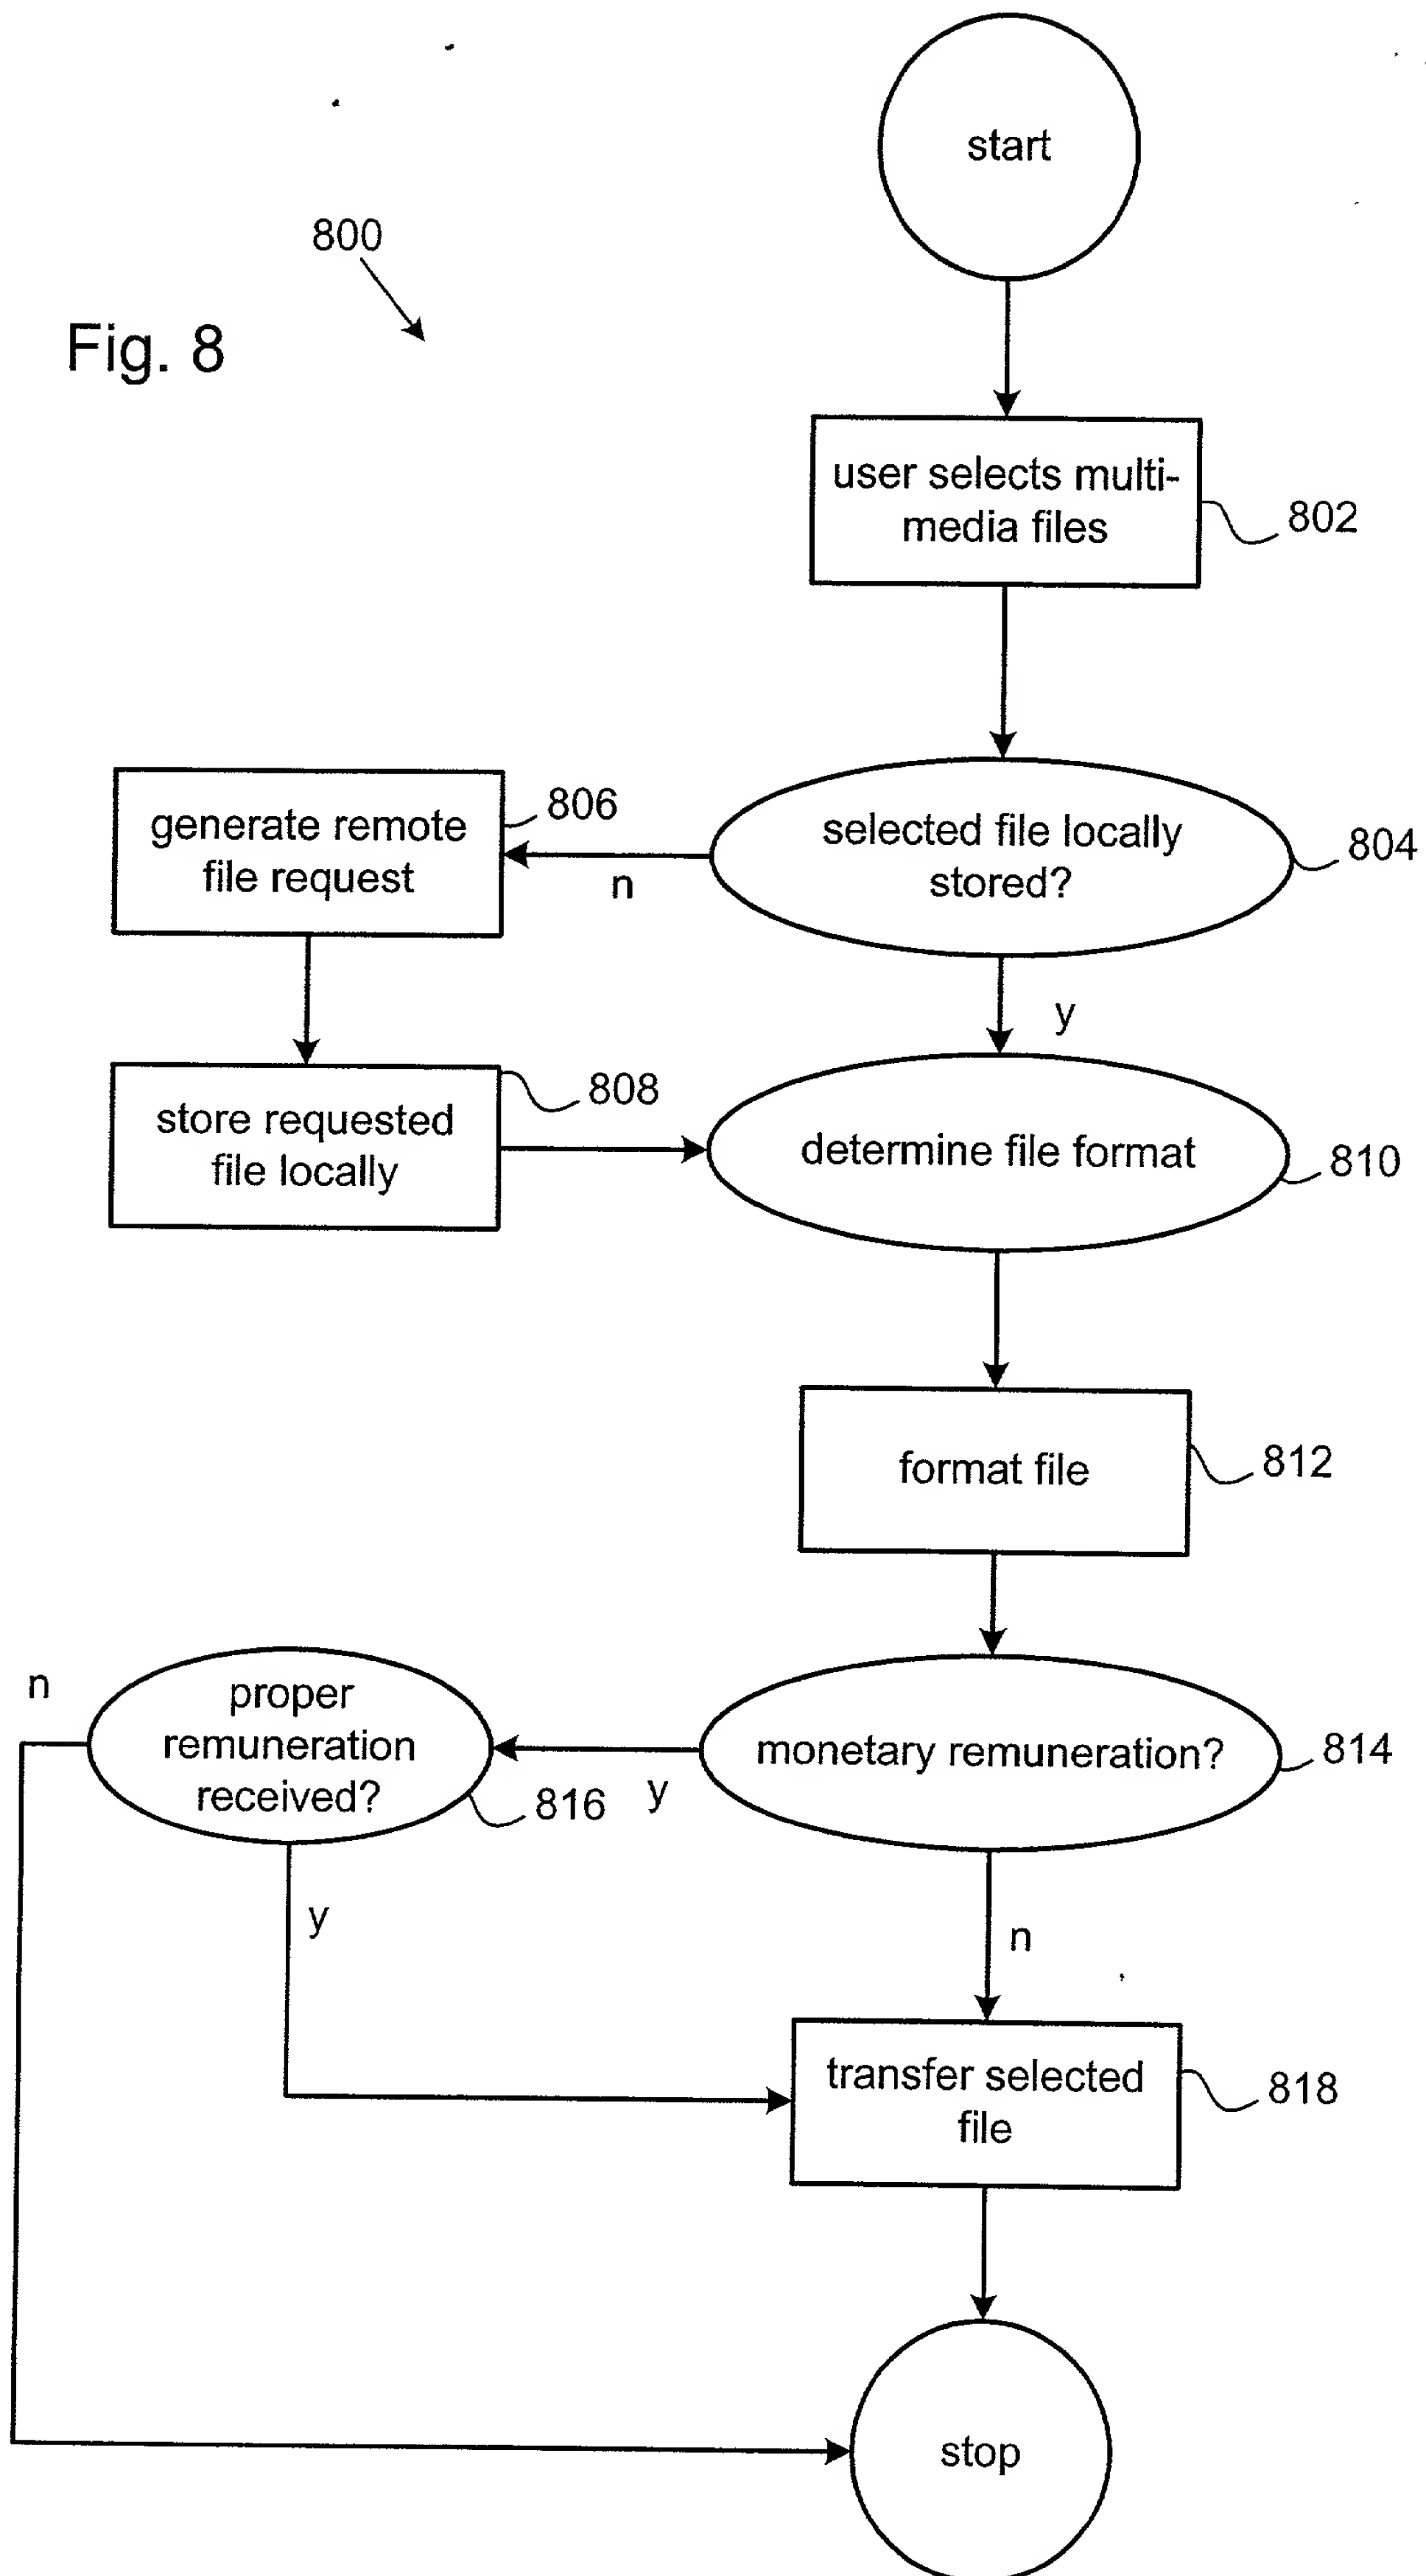 start
800
Fig. 8
user selects multi-
media files
802
generate remote
file request
806
n
selected file locally
stored?
804
y
store requested
file locally
808
determine file format
810
format file
812
n
proper
remuneration
received?
816
y
monetary remuneration?
814
y
n
transfer selected
file
818
stop